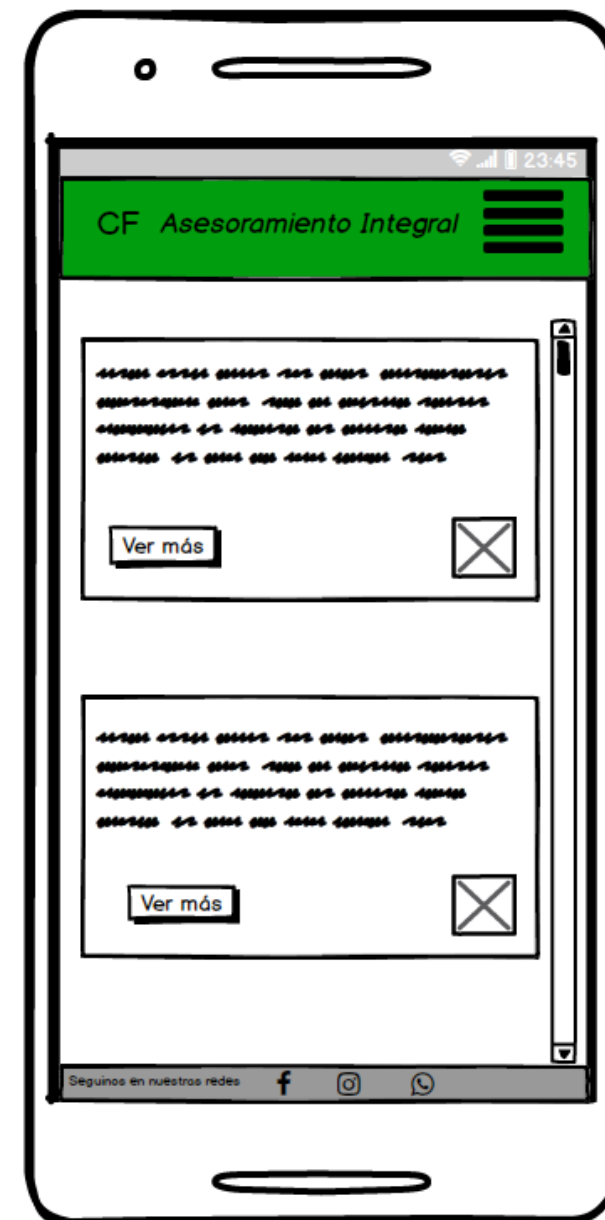 23:45
CF Asesoramiento Integral
Ver más
Ver más
Seguinos en nuestras redes